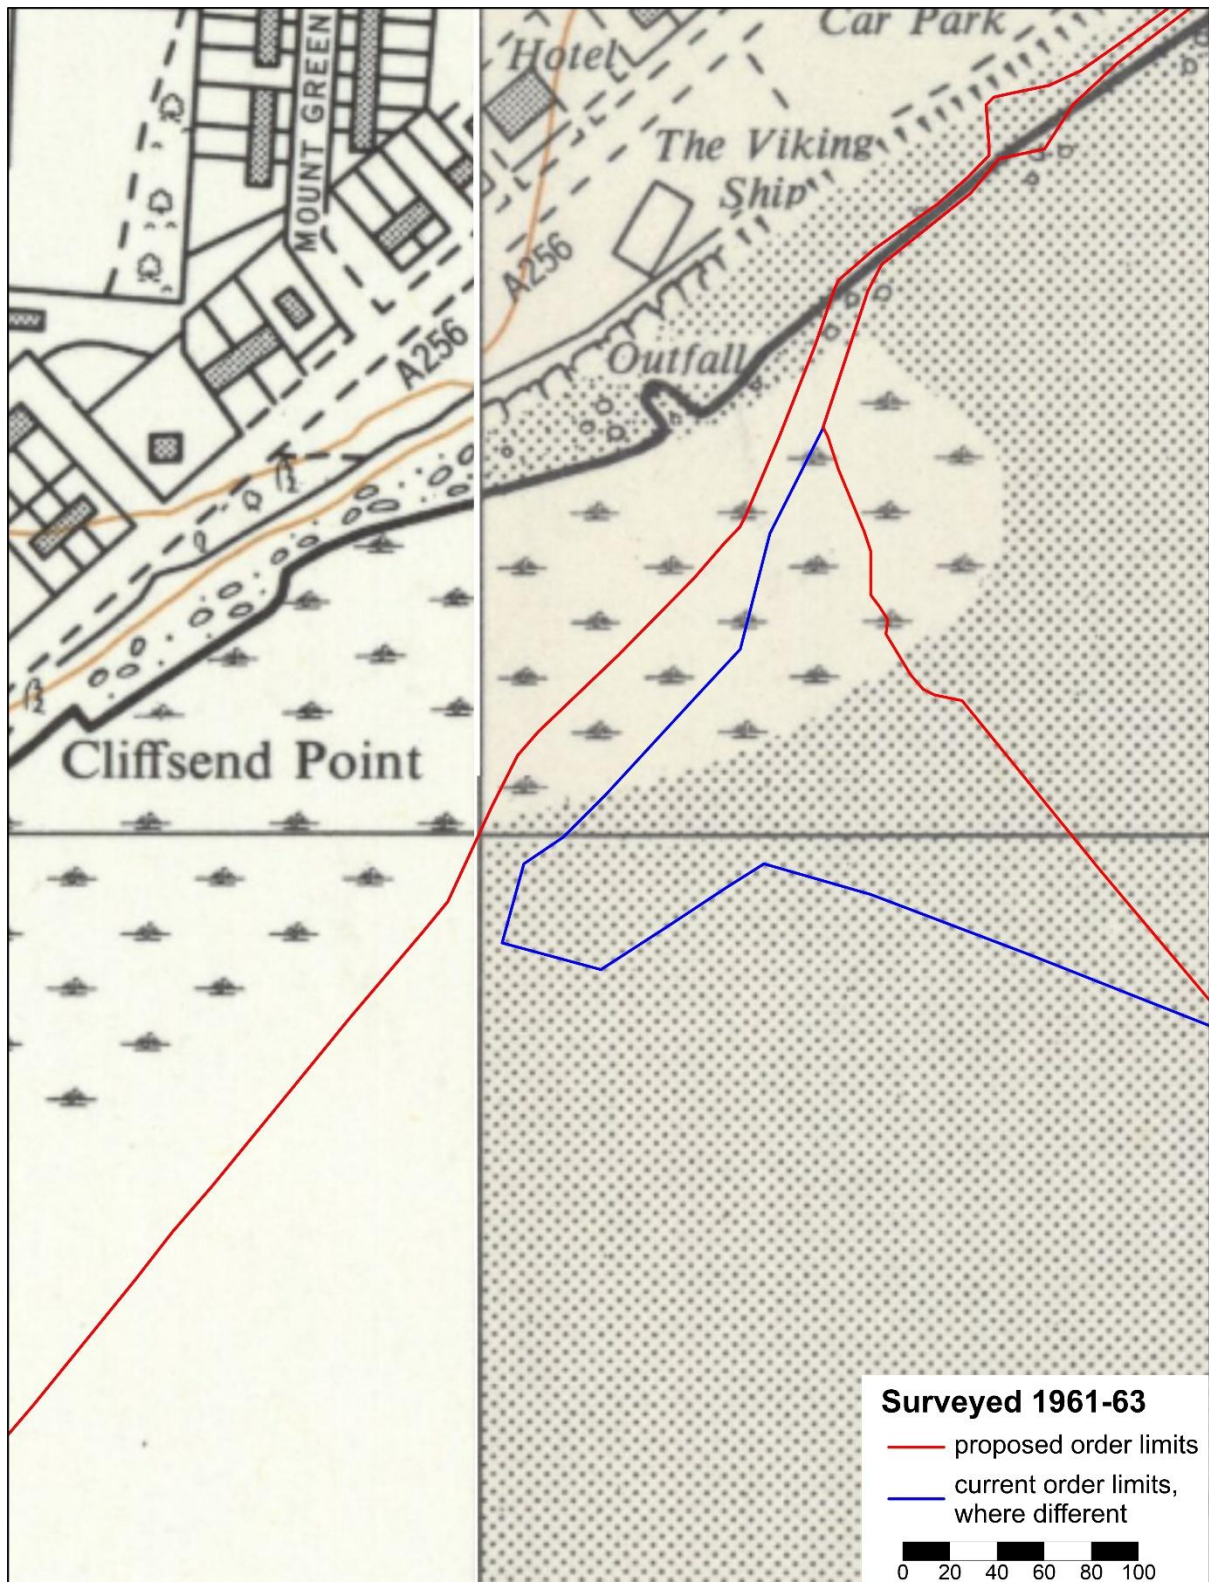 Car Park
Hotel
MOUNT GREEN
The Viking
Ship
A256
A256
Outfall
Cliffsend Point
Surveyed 1961-63
proposed order limits
current order limits,
where different
0 20 40 60 80 100